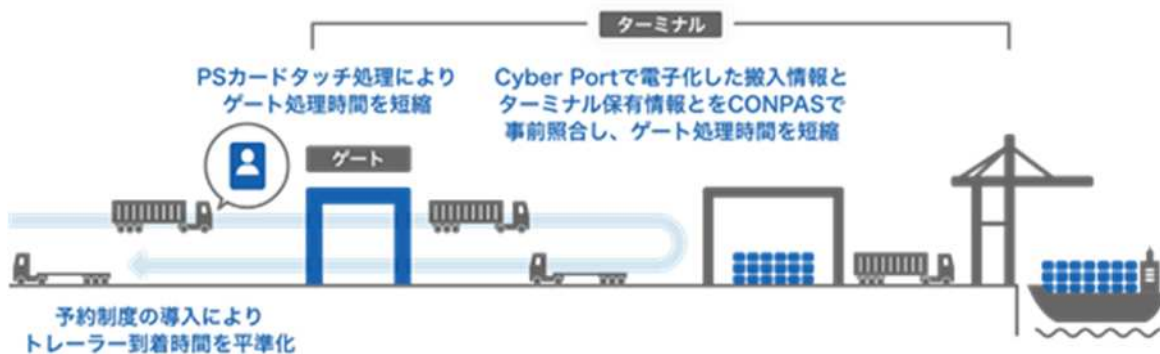 ターミナル
PSカードタッチ処理により
ゲート処理時間を短縮
Cyber Portで電子化した搬入情報と
ターミナル保有情報とをCONPASで
事前照合し、ゲート処理時間を短縮
ゲート
予約制度の導入により
トレーラー到着時間を平準化